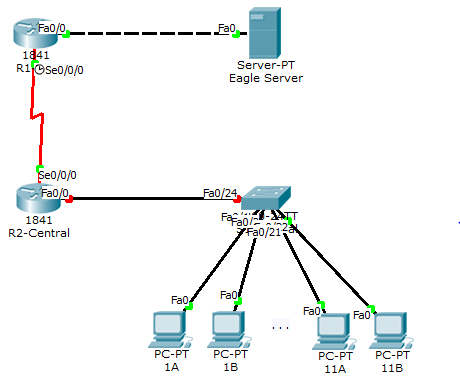 Fa0/0
Fa0
1841
R1-
Se0/0/0
Server-PT
Eagle Server
Se0/0/0
Fa0/0
Fa0/24
1841
R2-Central
Fa0/21
Fa0
Fa0
Fa0
Fa0
...
PC-PT
1A
PC-PT
1B
PC-PT
11A
PC-PT
11B